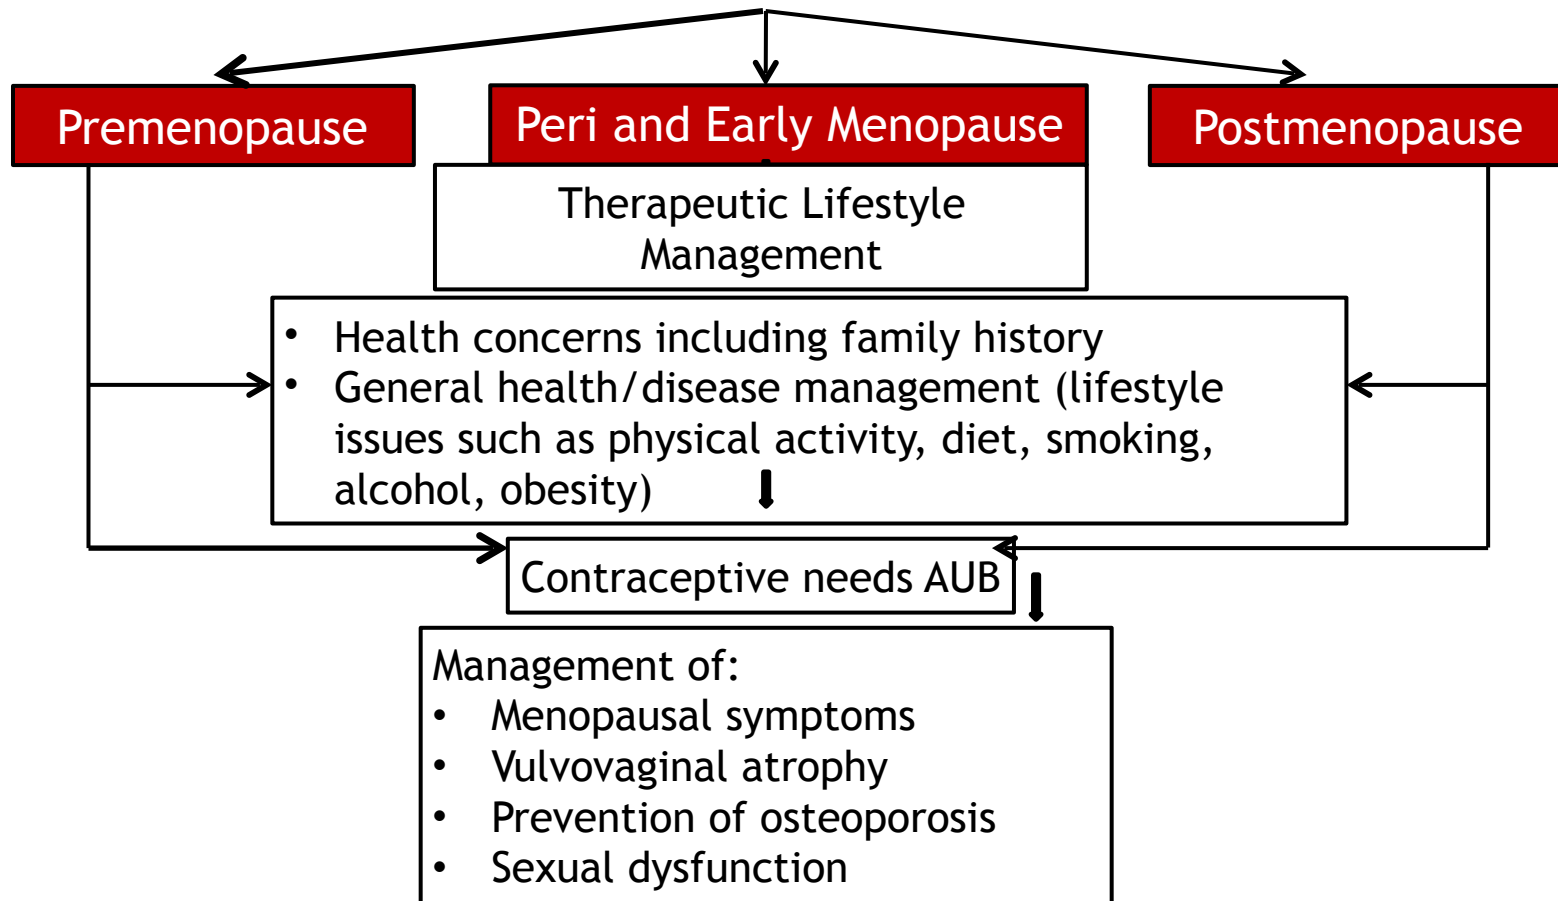 Premenopause
Peri and Early Menopause
Postmenopause
Therapeutic Lifestyle
Management
• Health concerns including family history
• General health/disease management (lifestyle
issues such as physical activity, diet, smoking,
alcohol, obesity)
Contraceptive needs AUB
Management of:
• Menopausal symptoms
• Vulvovaginal atrophy
• Prevention of osteoporosis
• Sexual dysfunction